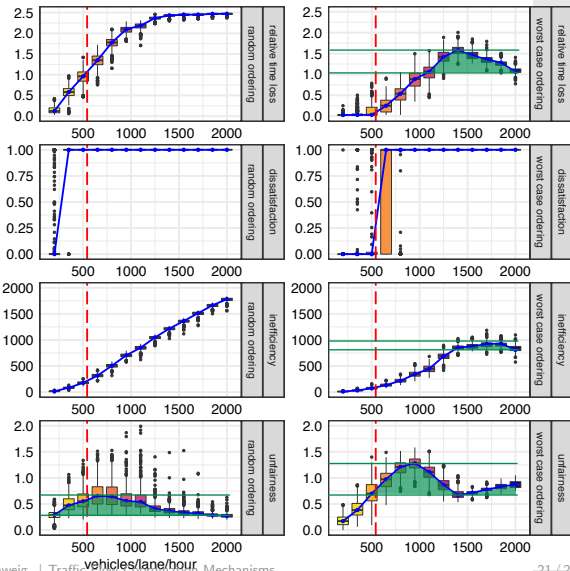 2.5
2.0
1.5
1.0
0.5
0.0
500 1000 1500 2000
random ordering
relative time loss
2.0
1.5
1.0
0.5
0.0
500 1000 1500 2000
worst case ordering
relative time loss
1.00
0.75
0.50
0.25
0.00
500 1000 1500 2000
random ordering
dissatisfaction
1.00
0.75
0.50
0.25
0.00
500 1000 1500 2000
worst case ordering
dissatisfaction
2000
1500
1000
500
0
500 1000 1500 2000
random ordering
inefficiency
2000
1000
500
0
500 1000 1500 2000
worst case ordering
inefficiency
2.0
1.5
1.0
0.5
0.0
500 1000 1500 2000
random ordering
unfairness
2.0
1.5
1.0
0.5
0.0
500 1000 1500 2000
worst case ordering
unfairness
vehicles/lane/hour
| Traffic Mechanisms
21 / 2